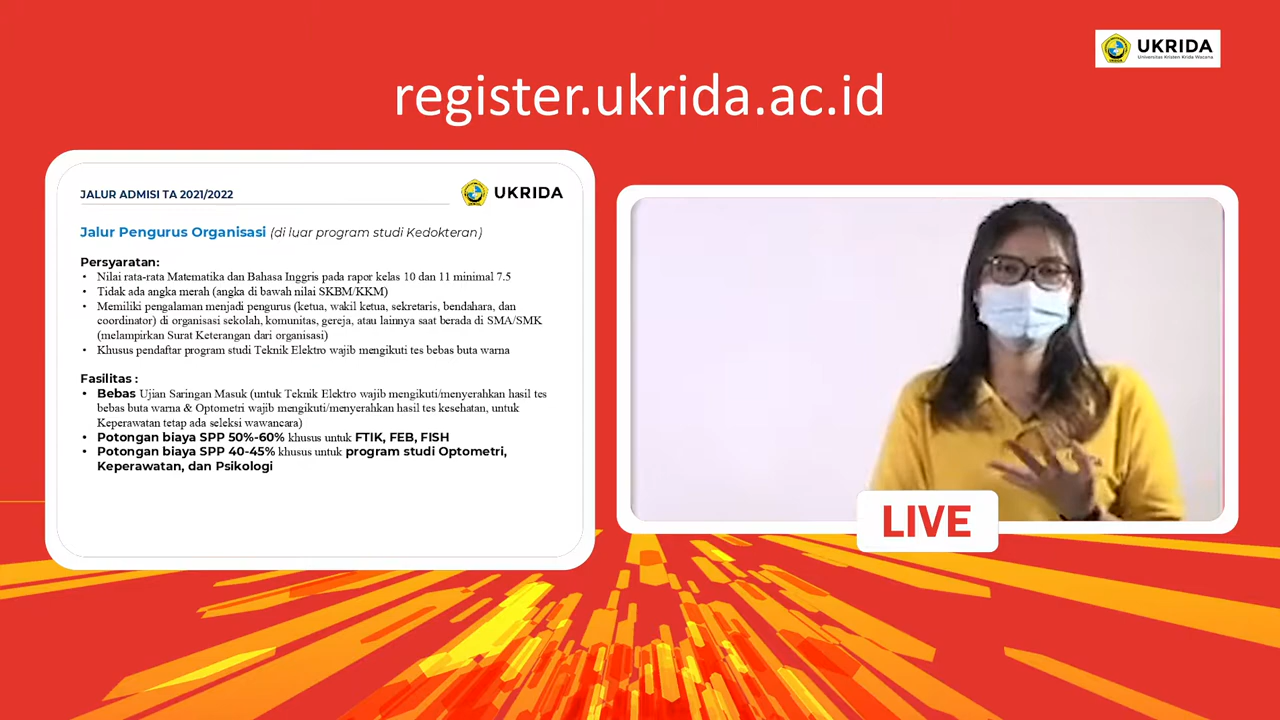 UKRIDA
Universitas Kristen Krida Wacana
register.ukrida.ac.id
JALUR ADMISI TA 2021/2022
UKRIDA
Jalur Pengurus Organisasi (di luar program studi Kedokteran)
Persyaratan:
• Nilai rata-rata Matematika dan Bahasa Inggris pada rapor kelas 10 dan 11 minimal 7.5
• Tidak ada angka merah (angka di bawah nilai SKBM/KKM)
• Memiliki pengalaman menjadi pengurus (ketua, wakil ketua, sekretaris, bendahara, dan
coordinator) di organisasi sekolah, komunitas, gereja, atau lainnya saat berada di SMA/SMK
(melampirkan Surat Keterangan dari organisasi)
• Khusus pendaftar program studi Teknik Elektro wajib mengikuti tes bebas buta warna
Fasilitas :
• Bebas Ujian Saringan Masuk (untuk Teknik Elektro wajib mengikuti/menyerahkan hasil tes
bebas buta warna & Optometri wajib mengikuti/menyerahkan hasil tes kesehatan, untuk
Keperawatan tetap ada seleksi wawancara)
• Potongan biaya SPP 50%-60% khusus untuk FTIK, FEB, FISH
• Potongan biaya SPP 40-45% khusus untuk program studi Optometri,
Keperawatan, dan Psikologi
LIVE